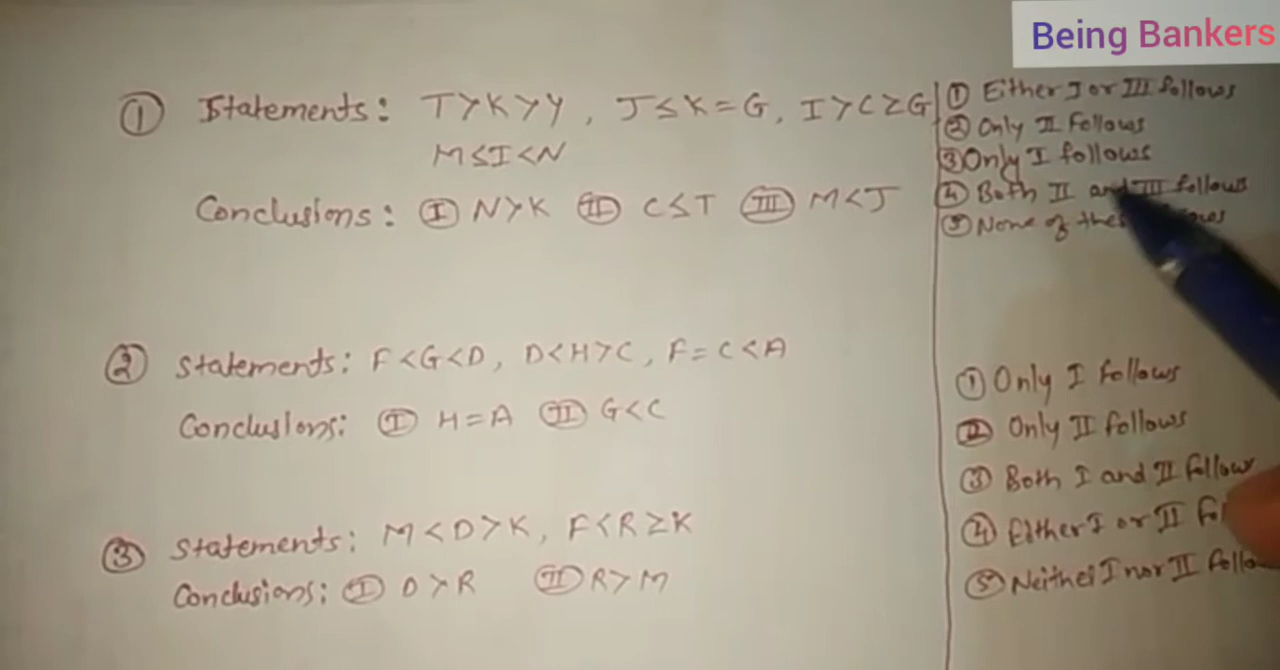 Being Bankers
① Statements: T>K>Y, J≤K=G, I>C≥G
M≤I<N
Conclusions: Ⓘ N>K Ⓘⓘ C≤T Ⓘⓘⓘ M<J
① Either I or III follows
② Only II follows
③ Only I follows
④ Both II and III follows
⑤ None of
② Statements: F<G<D, D<H>C, F=C<A
Conclusions: Ⓘ H=A Ⓘⓘ G<C
③ Statements: M<D>K, F<R≥K
Conclusions: Ⓘ D>R Ⓘⓘ R>M
① Only I follows
② Only II follows
③ Both I and II follow
④ Either I or II
⑤ Neither I nor II